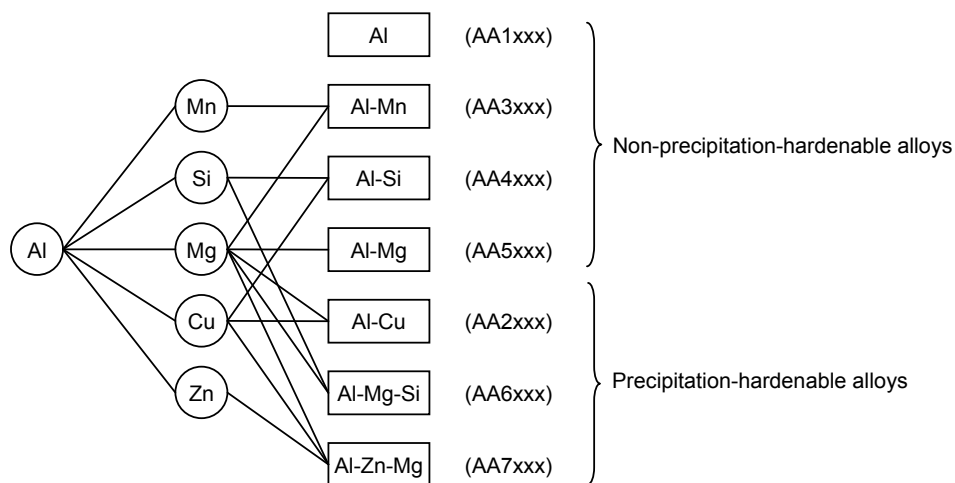 Al (AA1xxx)
Mn Al-Mn (AA3xxx)
Non-precipitation-hardenable alloys
Si Al-Si (AA4xxx)
Al Mg Al-Mg (AA5xxx)
Cu Al-Cu (AA2xxx)
Precipitation-hardenable alloys
Zn Al-Mg-Si (AA6xxx)
Al-Zn-Mg (AA7xxx)